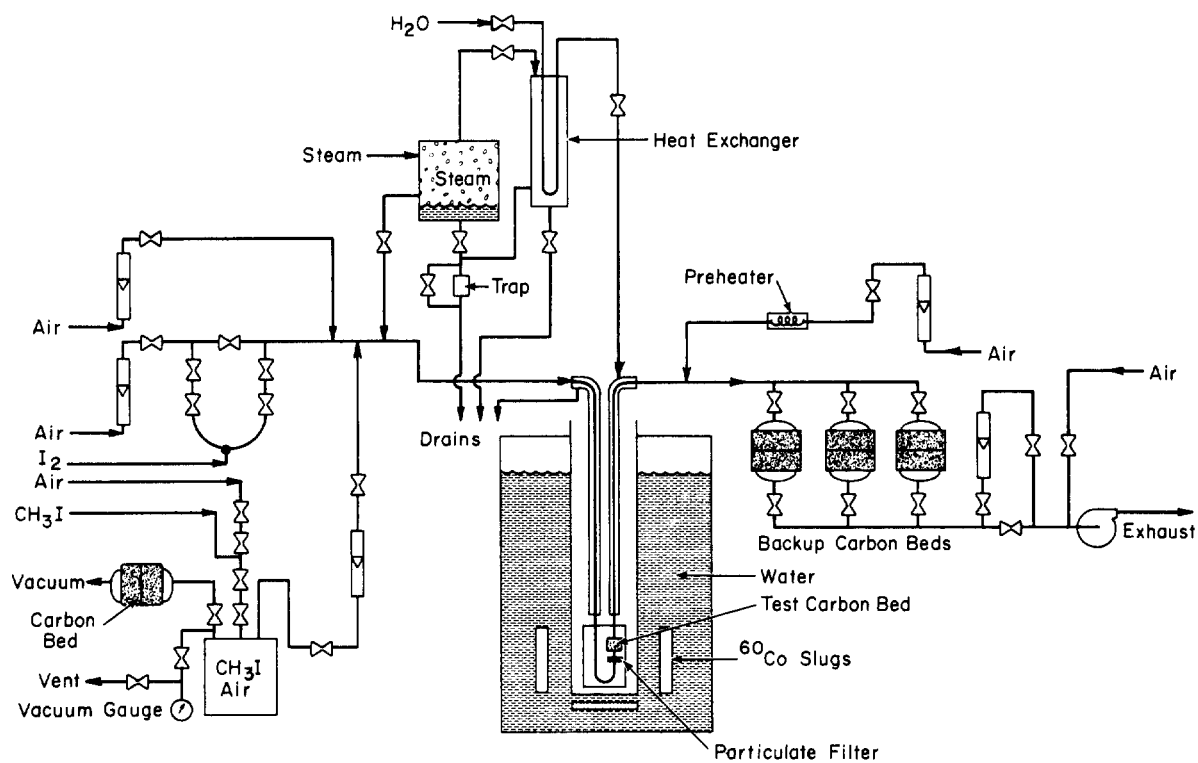 H₂O
Heat Exchanger
Steam
Steam
Trap
Preheater
Air
Air
Air
Air
Drains
I₂
Air
CH₃I
Exhaust
Backup Carbon Beds
Water
Vacuum
Test Carbon Bed
Carbon
Bed
⁶⁰Co Slugs
CH₃I
Air
Vent
Vacuum Gauge
Particulate Filter